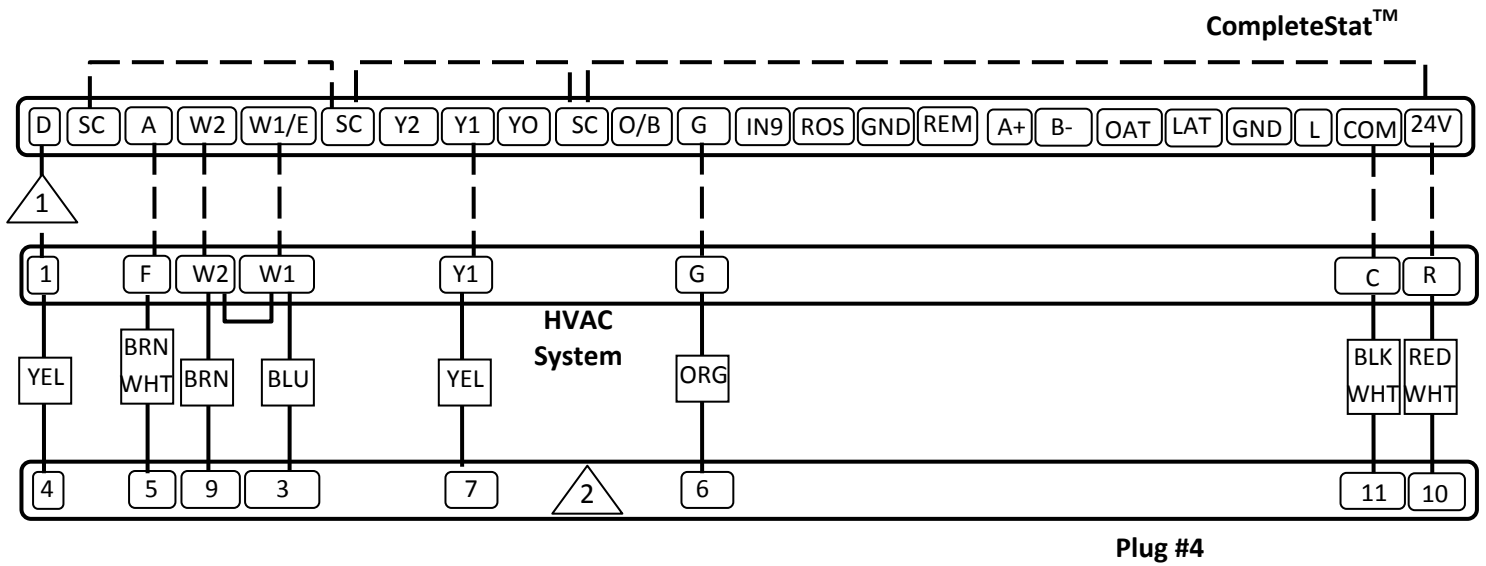 CompleteStat™
D SC A W2 W1/E SC Y2 Y1 YO SC O/B G IN9 ROS GND REM A+ B- OAT LAT GND L COM 24V
1
1 F W2 W1 Y1 G C R
HVAC
System
YEL BRN WHT BRN BLU YEL ORG BLK WHT RED WHT
4 5 9 3 7 2 6 11 10
Plug #4